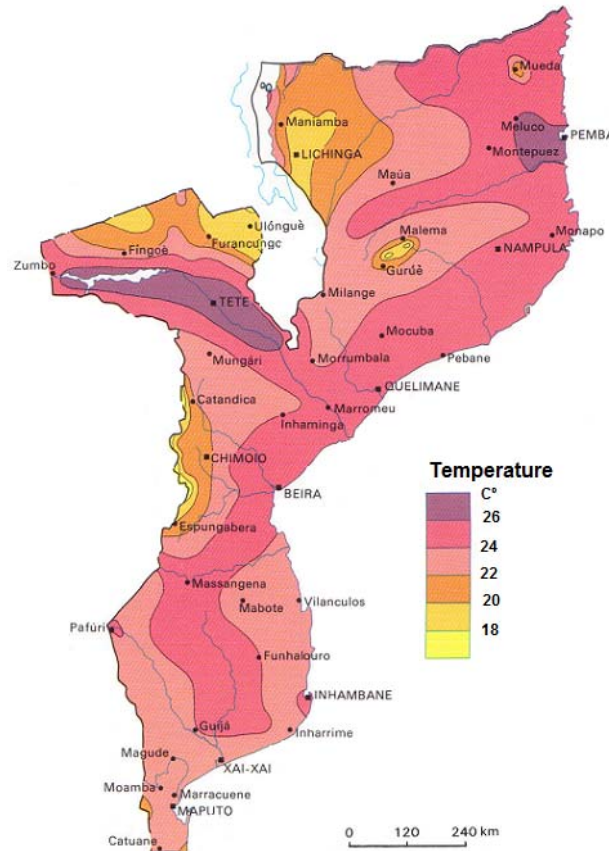 Mueda
Maniamba
Meluco
PEMBA
LICHINGA
Montepuez
Maúa
Ulónguè
Malema
Monapo
Furancungc
Fingoè
NAMPULA
Zumbo
Gurúè
TETE
Milange
Mocuba
Mungári
Morrumbala
Pebane
QUELIMANE
Catandica
Marromeu
Inhaminga
CHIMOIO
Temperature
C°
BEIRA
26
Espungabera
24
22
Massangena
Mabote
Vilanculos
20
Pafúri
18
Funhalouro
INHAMBANE
Guijá
Inharrime
Magude
XAI-XAI
Moamba
Marracuene
MAPUTO
Catuane
0 120 240 km